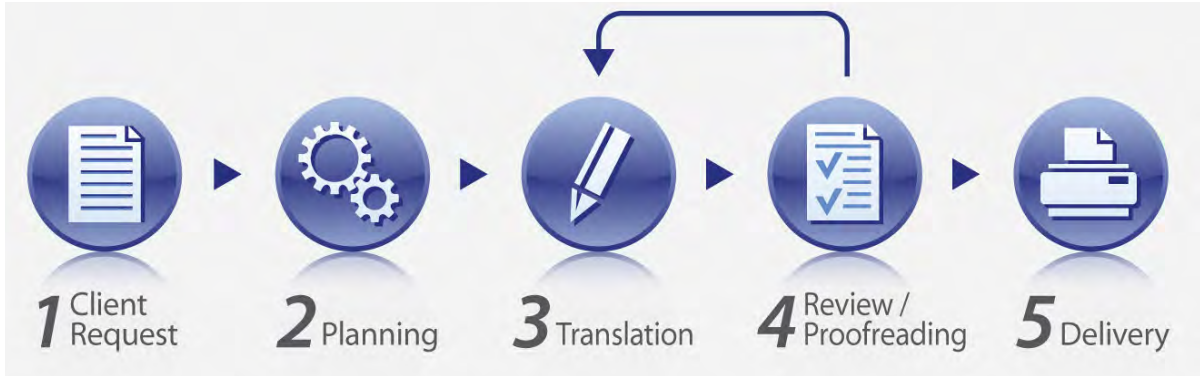 1 Client
Request
2 Planning
3 Translation
4 Review /
Proofreading
5 Delivery